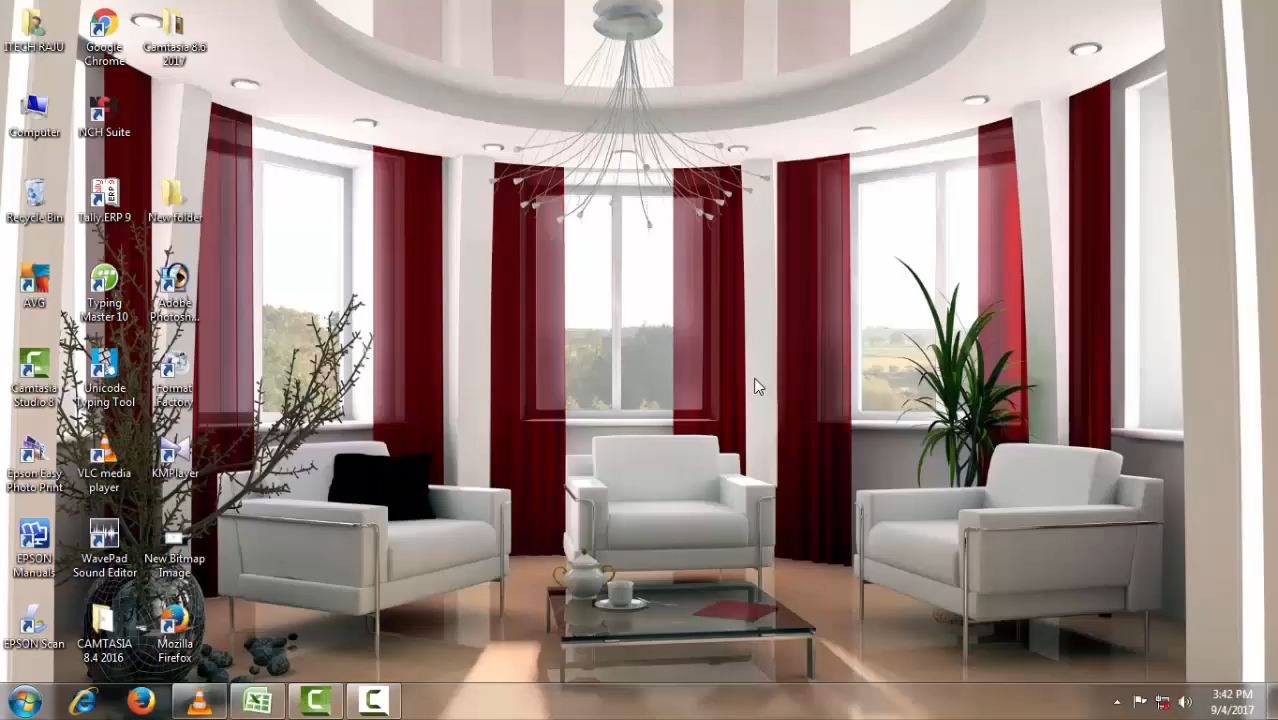 ITECH RAJU
Google
Chrome
Camtasia 8.6
2017
Computer
NCH Suite
Recycle Bin
Tally.ERP 9
New folder
AVG
Typing
Master 10
Adobe
Photosh...
Camtasia
Studio 8
Unicode
Typing Tool
Format
Factory
Epson Easy
Photo Print
VLC media
player
KMPlayer
EPSON
Manuals
WavePad
Sound Editor
New Bitmap
Image
EPSON Scan
CAMTASIA
8.4 2016
Mozilla
Firefox
3:42 PM
9/4/2017